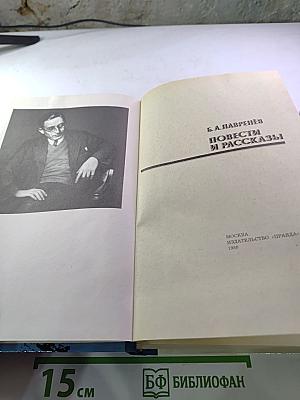 Б. А. ЛАВРЕНЁВ
ПОВЕСТИ
И РАССКАЗЫ
МОСКВА
ИЗДАТЕЛЬСТВО «ПРАВДА»
15 см
БФ БИБЛИОФАН